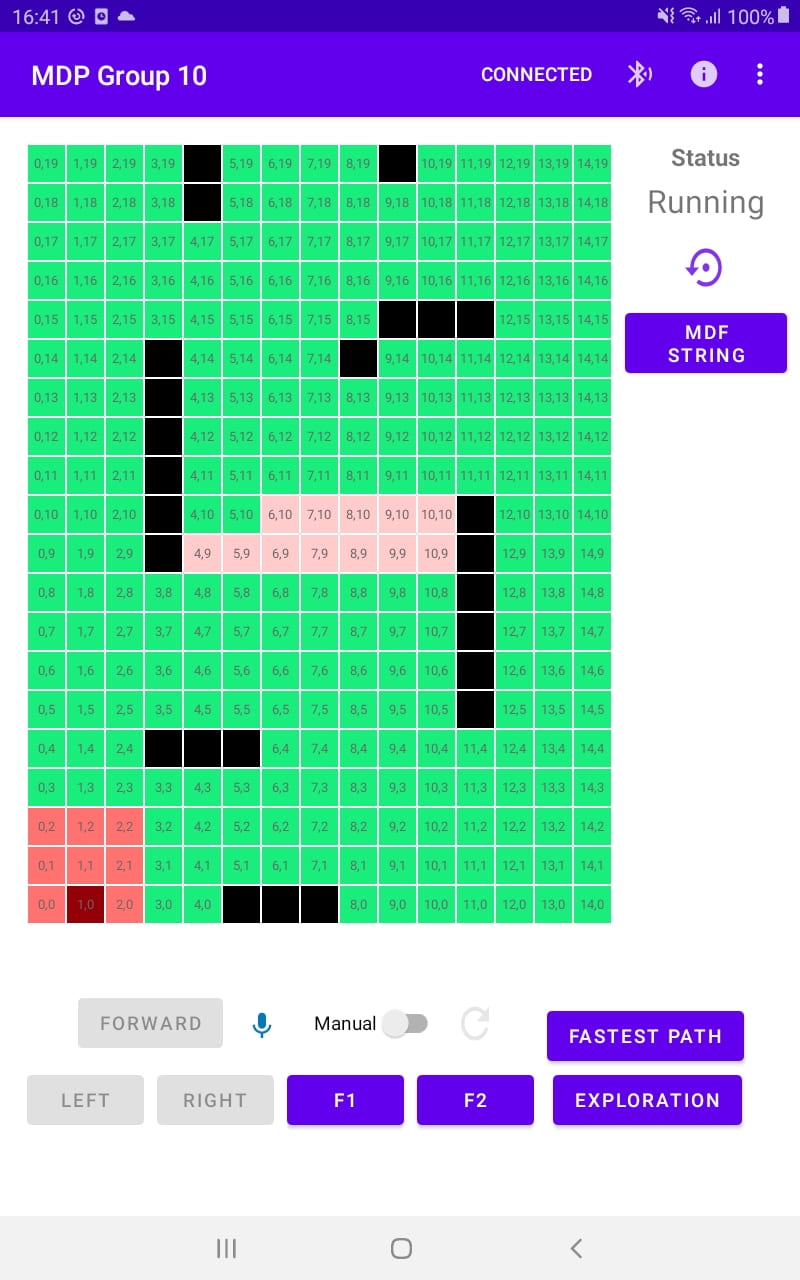 16:41 100%
MDP Group 10 CONNECTED
Status
Running
MDF
STRING
0,19 1,19 2,19 3,19 5,19 6,19 7,19 8,19 10,19 11,19 12,19 13,19 14,19
0,18 1,18 2,18 3,18 5,18 6,18 7,18 8,18 9,18 10,18 11,18 12,18 13,18 14,18
0,17 1,17 2,17 3,17 4,17 5,17 6,17 7,17 8,17 9,17 10,17 11,17 12,17 13,17 14,17
0,16 1,16 2,16 3,16 4,16 5,16 6,16 7,16 8,16 9,16 10,16 11,16 12,16 13,16 14,16
0,15 1,15 2,15 3,15 4,15 5,15 6,15 7,15 8,15 12,15 13,15 14,15
0,14 1,14 2,14 4,14 5,14 6,14 7,14 9,14 10,14 11,14 12,14 13,14 14,14
0,13 1,13 2,13 4,13 5,13 6,13 7,13 8,13 9,13 10,13 11,13 12,13 13,13 14,13
0,12 1,12 2,12 4,12 5,12 6,12 7,12 8,12 9,12 10,12 11,12 12,12 13,12 14,12
0,11 1,11 2,11 4,11 5,11 6,11 7,11 8,11 9,11 10,11 11,11 12,11 13,11 14,11
0,10 1,10 2,10 4,10 5,10 6,10 7,10 8,10 9,10 10,10 12,10 13,10 14,10
0,9 1,9 2,9 4,9 5,9 6,9 7,9 8,9 9,9 10,9 12,9 13,9 14,9
0,8 1,8 2,8 3,8 4,8 5,8 6,8 7,8 8,8 9,8 10,8 12,8 13,8 14,8
0,7 1,7 2,7 3,7 4,7 5,7 6,7 7,7 8,7 9,7 10,7 12,7 13,7 14,7
0,6 1,6 2,6 3,6 4,6 5,6 6,6 7,6 8,6 9,6 10,6 12,6 13,6 14,6
0,5 1,5 2,5 3,5 4,5 5,5 6,5 7,5 8,5 9,5 10,5 12,5 13,5 14,5
0,4 1,4 2,4 6,4 7,4 8,4 9,4 10,4 11,4 12,4 13,4 14,4
0,3 1,3 2,3 3,3 4,3 5,3 6,3 7,3 8,3 9,3 10,3 11,3 12,3 13,3 14,3
0,2 1,2 2,2 3,2 4,2 5,2 6,2 7,2 8,2 9,2 10,2 11,2 12,2 13,2 14,2
0,1 1,1 2,1 3,1 4,1 5,1 6,1 7,1 8,1 9,1 10,1 11,1 12,1 13,1 14,1
0,0 1,0 2,0 3,0 4,0 8,0 9,0 10,0 11,0 12,0 13,0 14,0
FORWARD Manual FASTEST PATH
LEFT RIGHT F1 F2 EXPLORATION